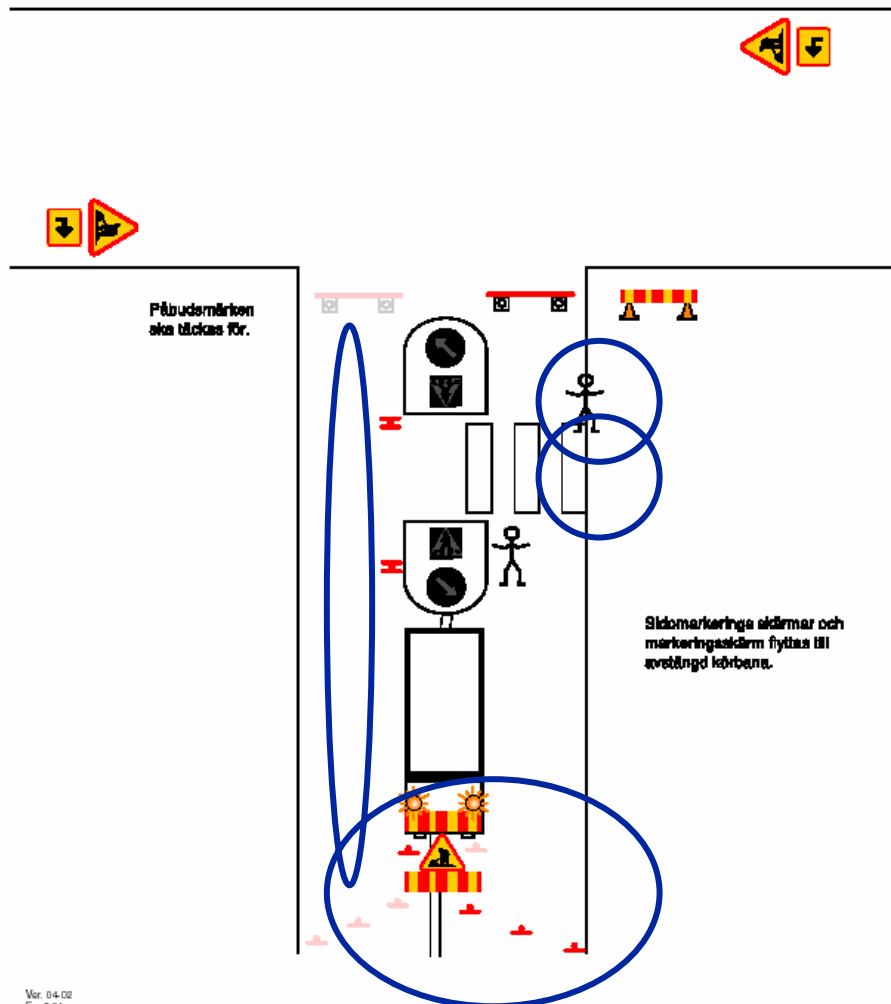 Påbudsmärken
ska täckas för.
Sidomarkerings skärmar och
markeringsskärm flyttas till
avstängd körbana.
Ver. 04-02